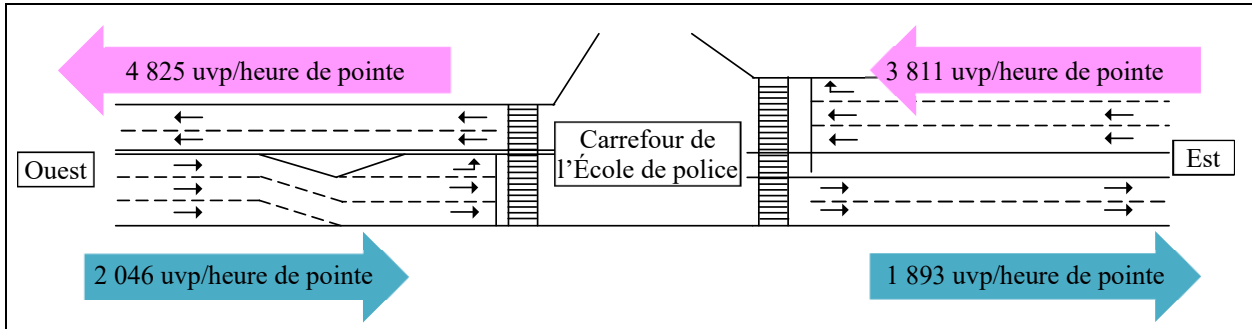 4 825 uvp/heure de pointe
3 811 uvp/heure de pointe
Ouest
Carrefour de
l’École de police
Est
2 046 uvp/heure de pointe
1 893 uvp/heure de pointe